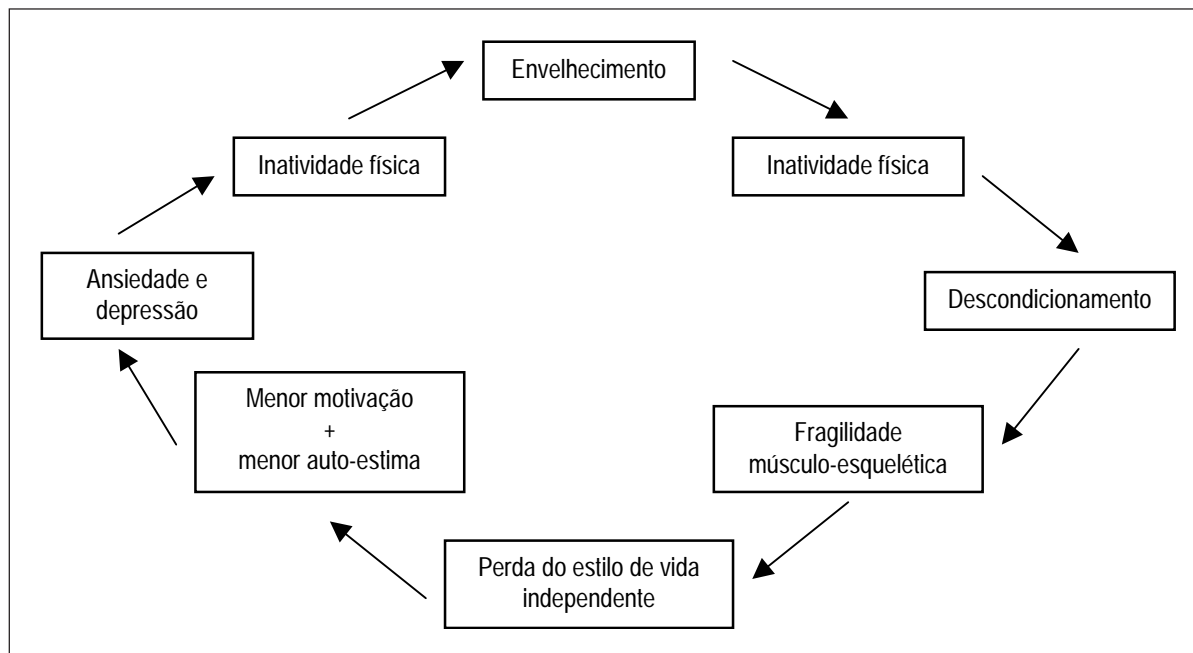 Envelhecimento
Inatividade física
Descondicionamento
Fragilidade
músculo-esquelética
Perda do estilo de vida
independente
Menor motivação
+
menor auto-estima
Ansiedade e
depressão
Inatividade física